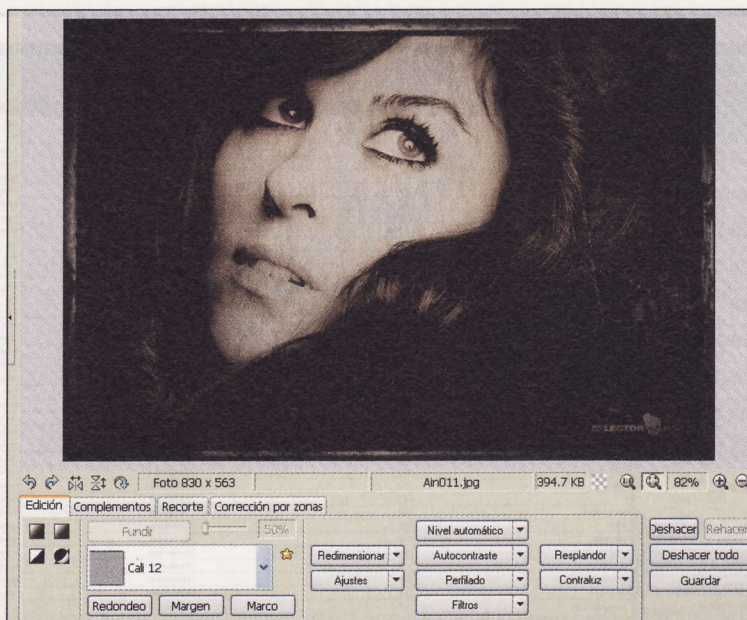 Foto 830 x 563 Ain011.jpg 394.7 KB 82%
Edición Complementos Recorte Corrección por zonas
Fundir 50%
Cali 12
Redondeo Margen Marco
Nivel automático
Redimensionar Autocontraste Resplandor
Ajustes Perfilado Contraluz
Filtros
Deshacer Rehacer
Deshacer todo
Guardar